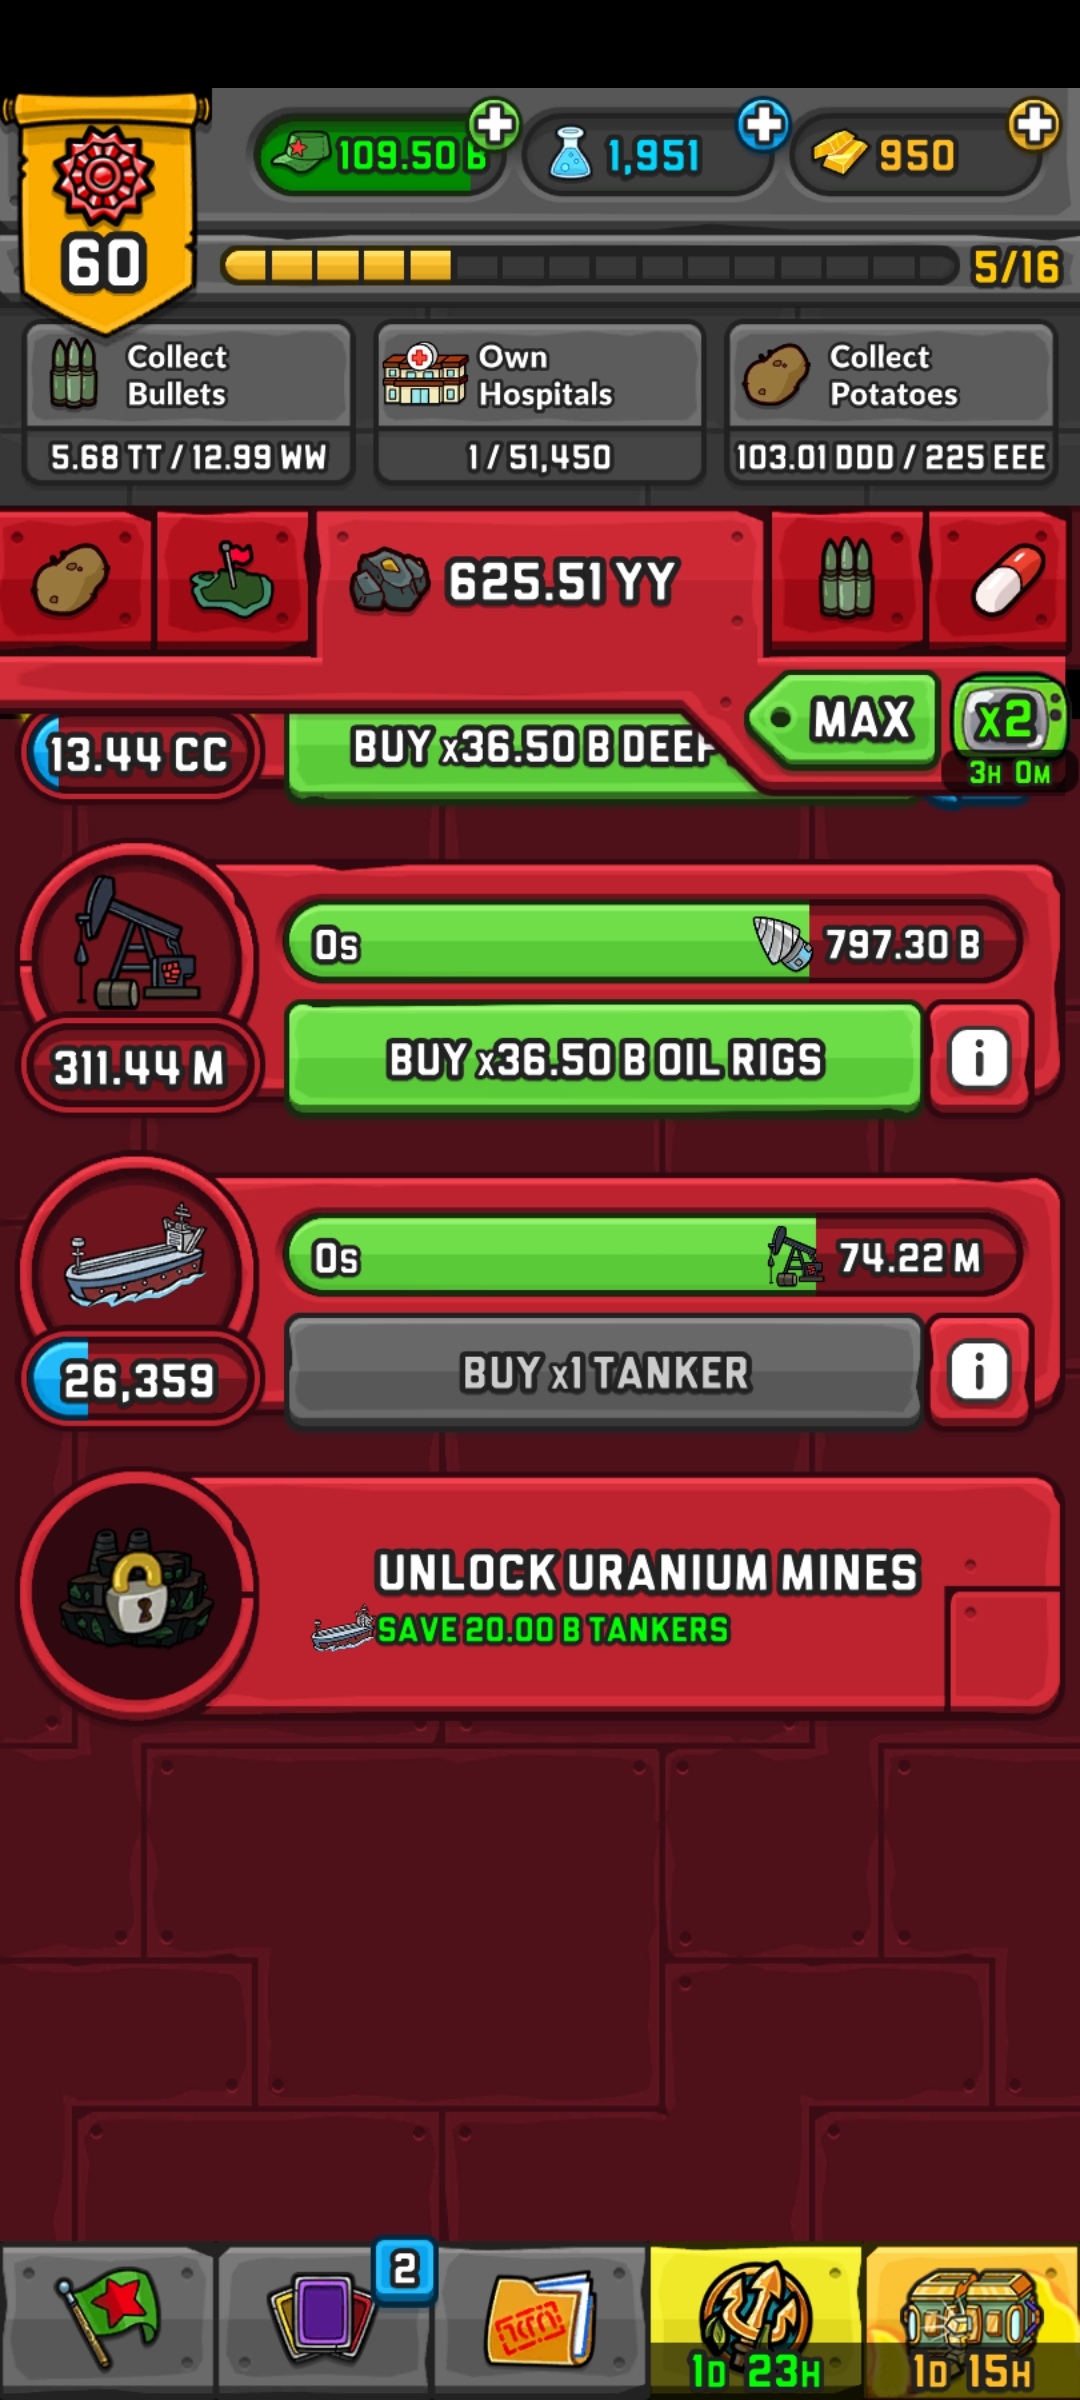 109.50 B
1,951
950
60
5/16
Collect
Bullets
5.68 TT / 12.99 WW
Own
Hospitals
1 / 51,450
Collect
Potatoes
103.01 DDD / 225 EEE
625.51 YY
MAX
x2
3H 0M
13.44 CC
BUY x36.50 B DEEP
0s
797.30 B
311.44 M
BUY x36.50 B OIL RIGS
i
0s
74.22 M
26,359
BUY x1 TANKER
i
UNLOCK URANIUM MINES
SAVE 20.00 B TANKERS
2
1D 23H
1D 15H